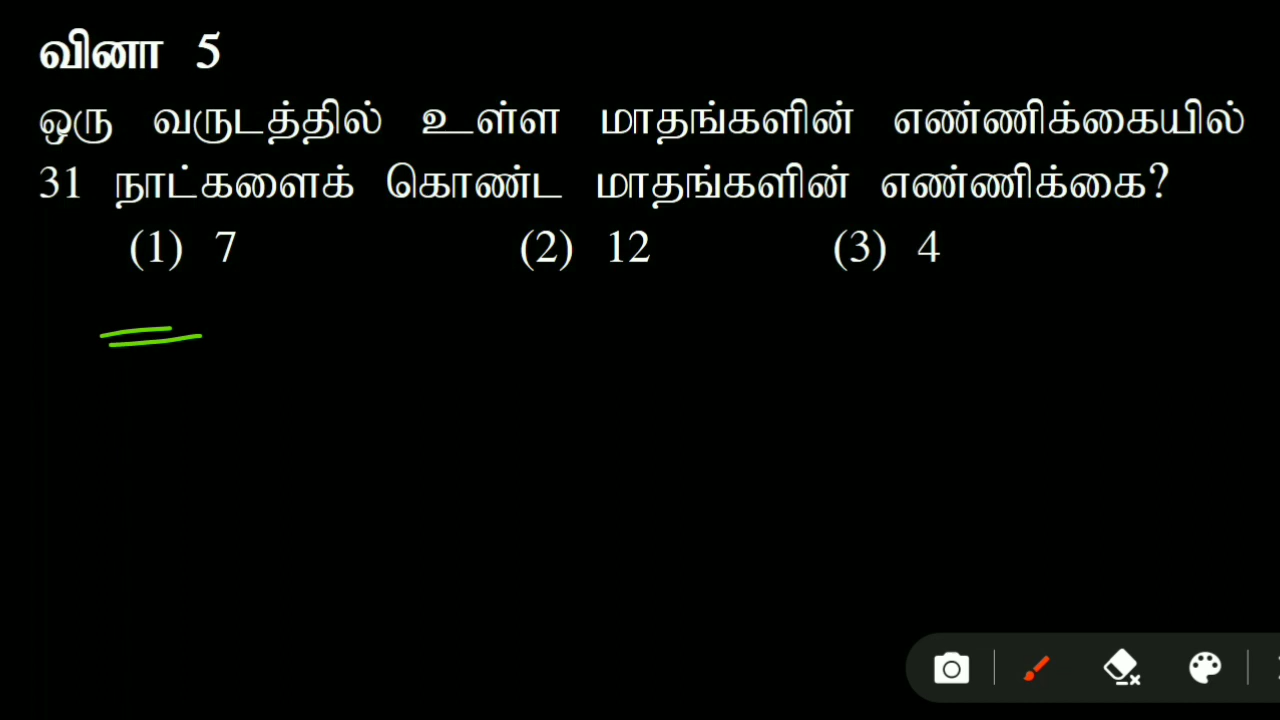 வினா 5
ஒரு வருடத்தில் உள்ள மாதங்களின் எண்ணிக்கையில்
31 நாட்களைக் கொண்ட மாதங்களின் எண்ணிக்கை?
(1) 7 (2) 12 (3) 4